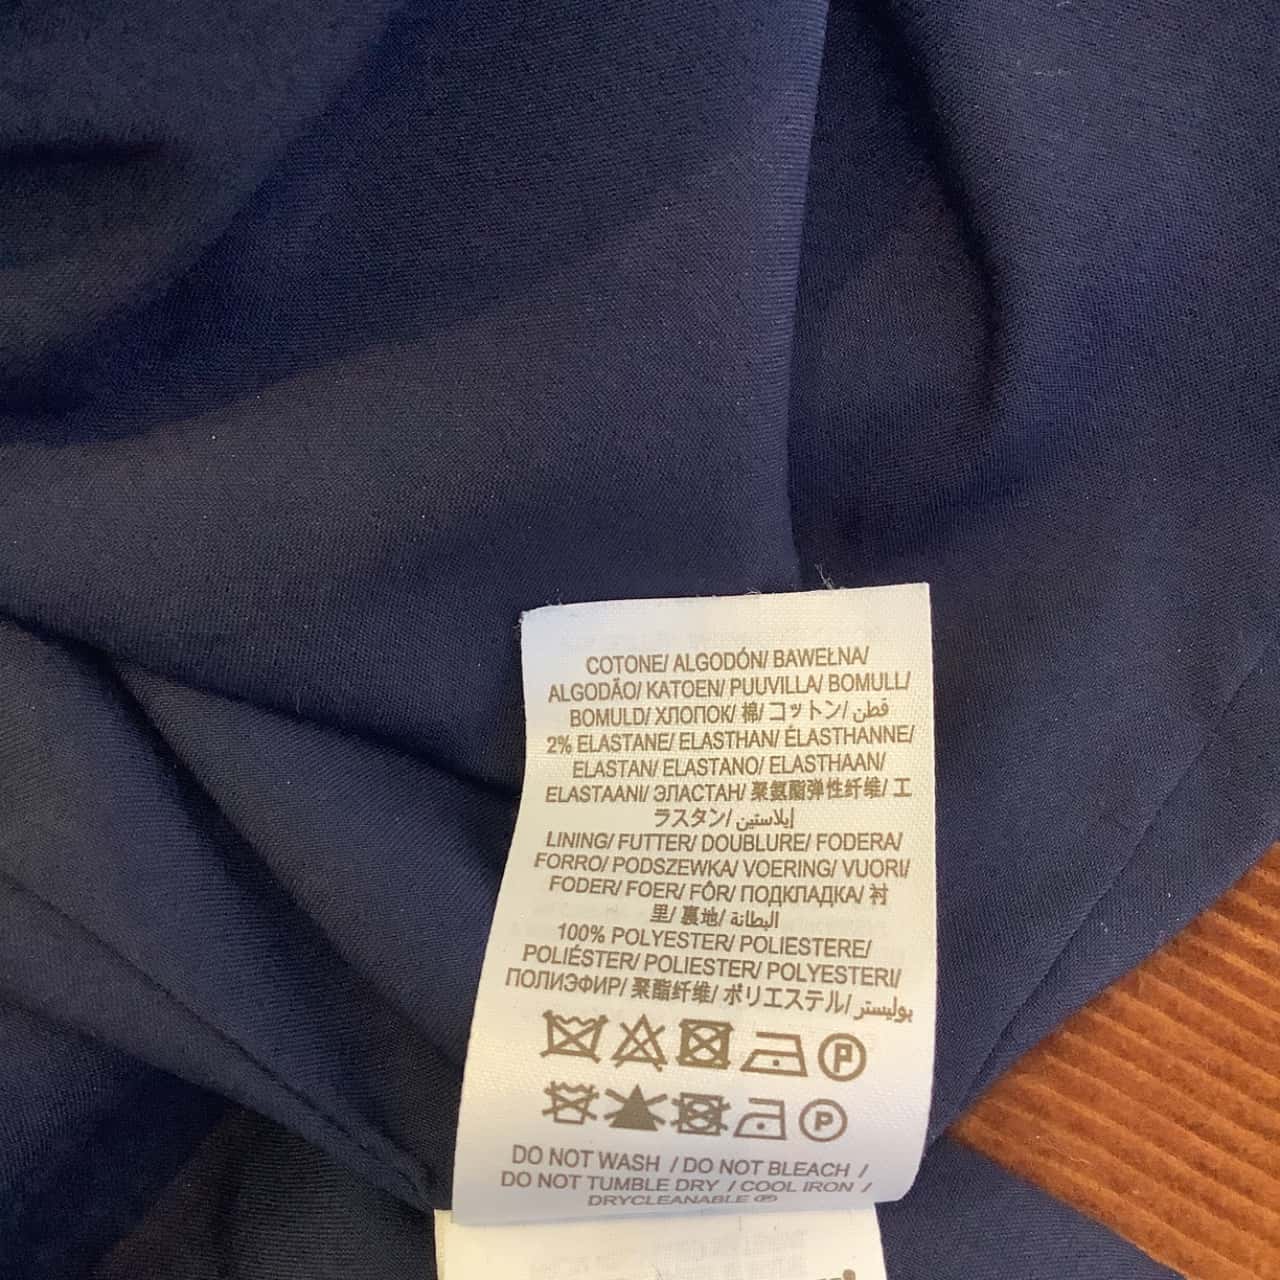 COTONE/ ALGODÓN/ BAWEŁNA/
ALGODÃO/ KATOEN/ PUUVILLA/ BOMULL/
BOMULD/ ХЛОПОК/ 棉/ コットン/ قطن
2% ELASTANE/ ELASTHAN/ ÉLASTHANNE/
ELASTAN/ ELASTANO/ ELASTHAAN/
ELASTAANI/ ЭЛАСТАН/ 聚氨酯弹性纤维/ エ
ラスタン/ إيلاستين
LINING/ FUTTER/ DOUBLURE/ FODERA/
FORRO/ PODSZEWKA/ VOERING/ VUORI/
FODER/ FOER/ FÔR/ ПОДКЛАДКА/ 衬
里/ 裏地/ البطانة
100% POLYESTER/ POLIESTERE/
POLIÉSTER/ POLIESTER/ POLYESTERI/
ПОЛИЭФИР/ 聚酯纤维/ ポリエステル/ بوليستر
P
P
DO NOT WASH / DO NOT BLEACH /
DO NOT TUMBLE DRY / COOL IRON /
DRYCLEANABLE Ⓟ